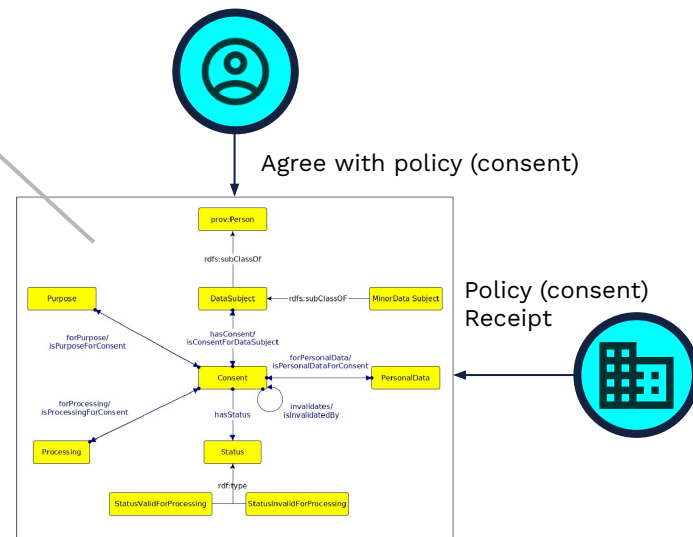 Agree with policy (consent)
prov:Person
rdfs:subClassOf
Purpose
DataSubject
rdfs:subClassOF
MinorData Subject
Policy (consent)
Receipt
forPurpose/
isPurposeForConsent
hasConsent/
isConsentForDataSubject
forPersonalData/
isPersonalDataForConsent
Consent
PersonalData
forProcessing/
isProcessingForConsent
hasStatus
invalidates/
isInvalidatedBy
Processing
Status
rdf:type
StatusValidForProcessing
StatusInvalidForProcessing